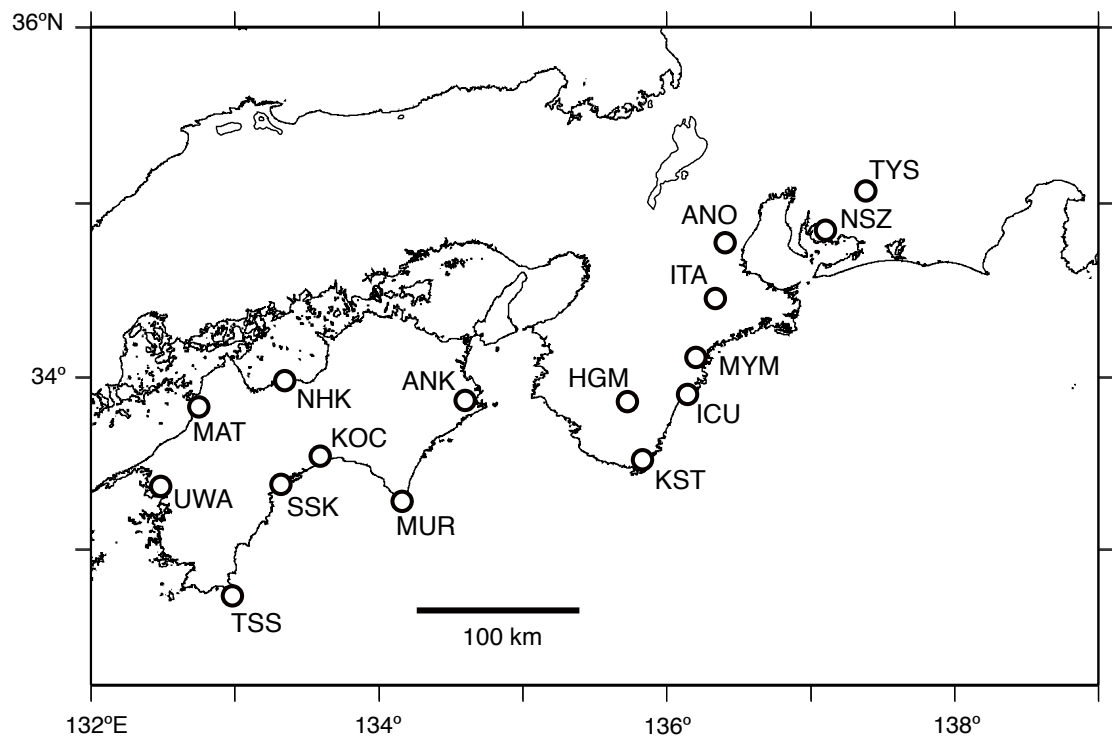 36ºN
TYS
ANO
NSZ
ITA
MYM
34º
ANK
HGM
NHK
ICU
MAT
KOC
KST
UWA
SSK
MUR
TSS
100 km
132ºE
134º
136º
138º